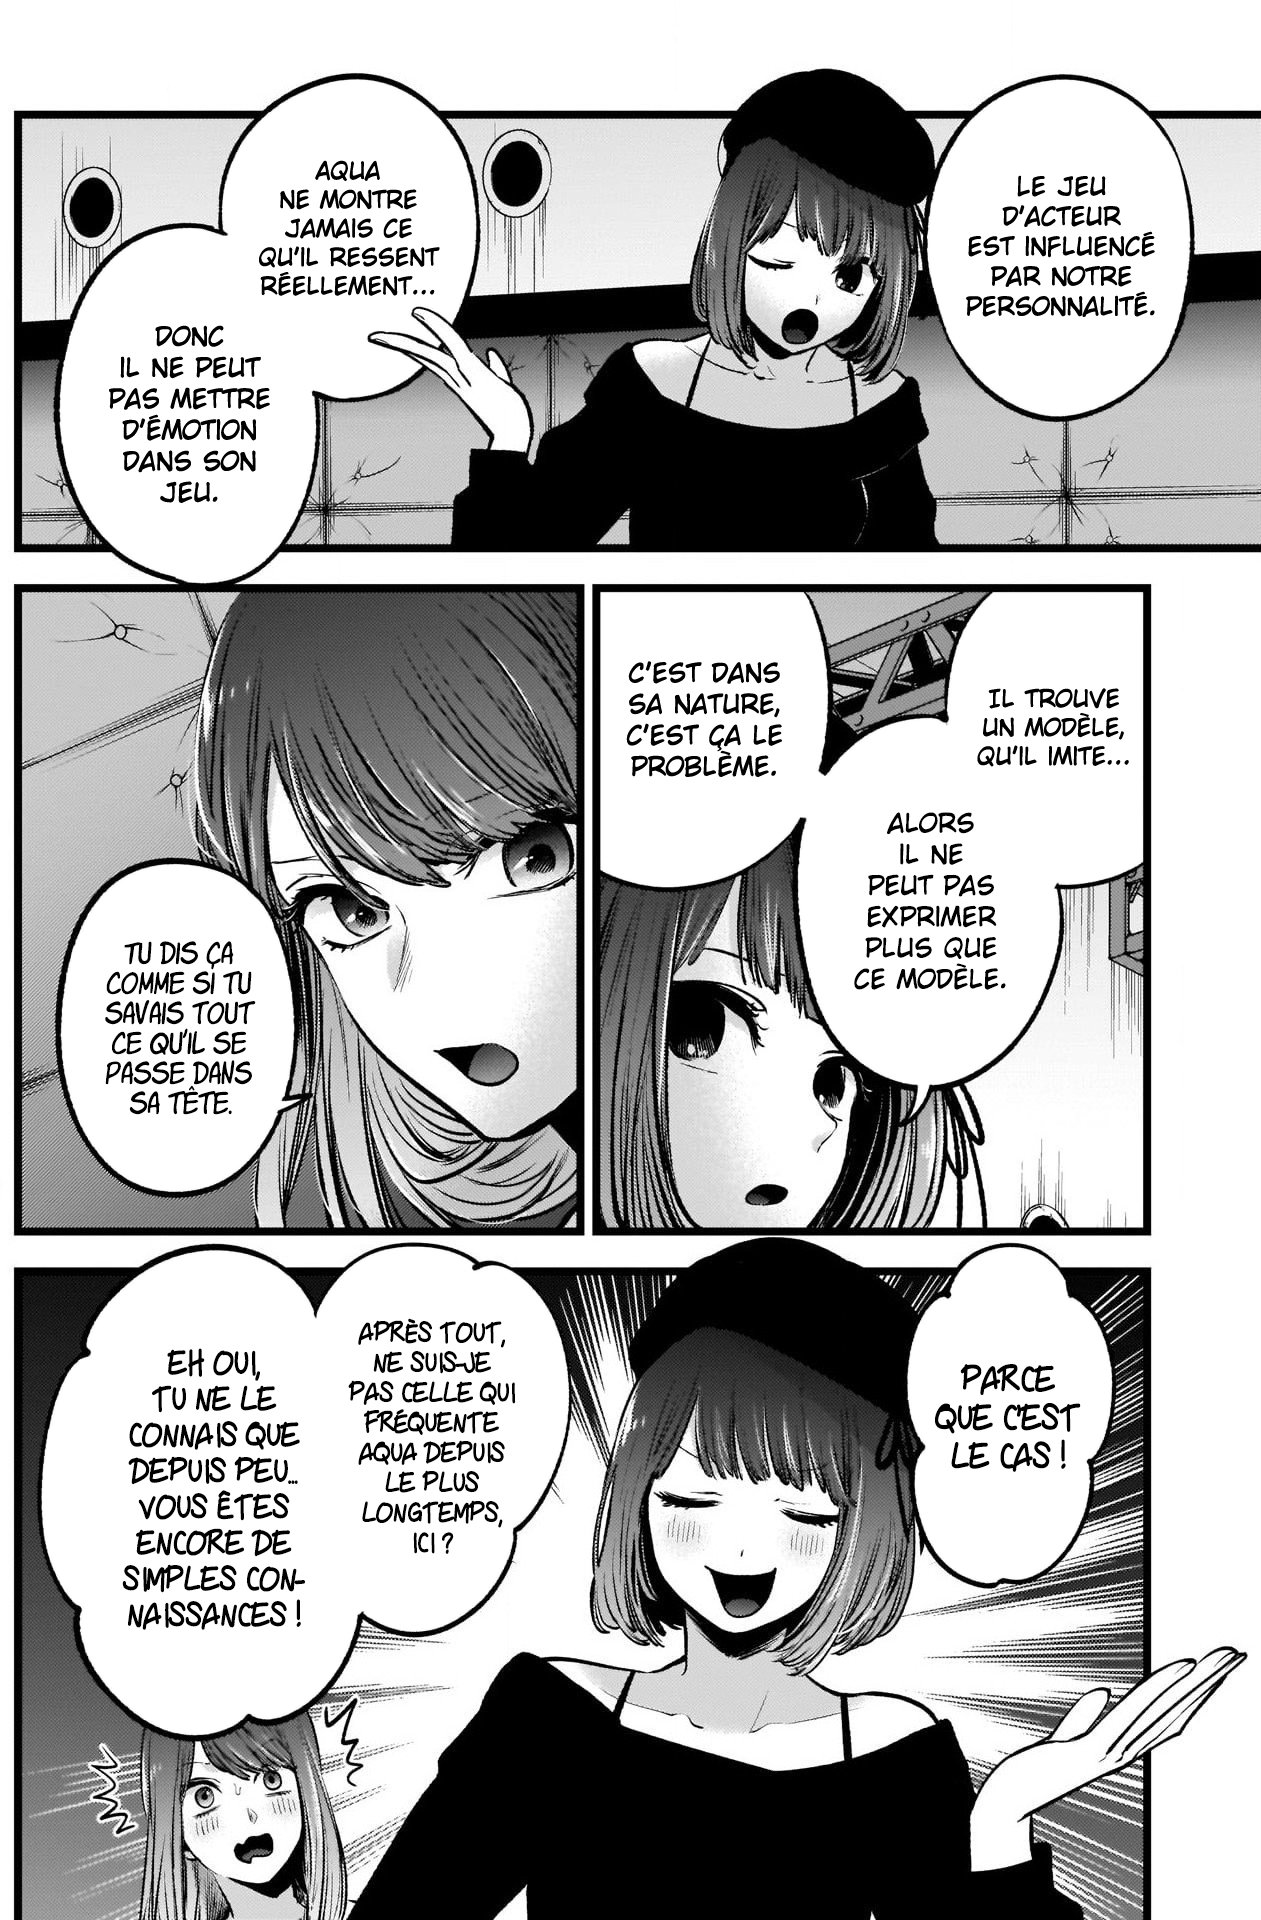 LE JEU
D'ACTEUR
EST INFLUENCÉ
PAR NOTRE
PERSONNALITÉ.
AQUA
NE MONTRE
JAMAIS CE
QU'IL RESSENT
RÉELLEMENT...
DONC
IL NE PEUT
PAS METTRE
D'ÉMOTION
DANS SON
JEU.
IL TROUVE
UN MODÈLE,
QU'IL IMITE...
ALORS
IL NE
PEUT PAS
EXPRIMER
PLUS QUE
CE MODÈLE.
C'EST DANS
SA NATURE,
C'EST ÇA LE
PROBLÈME.
TU DIS ÇA
COMME SI TU
SAVAIS TOUT
CE QU'IL SE
PASSE DANS
SA TÊTE.
PARCE
QUE C'EST
LE CAS !
APRÈS TOUT,
NE SUIS-JE
PAS CELLE QUI
FRÉQUENTE
AQUA DEPUIS
LE PLUS
LONGTEMPS,
ICI ?
EH OUI,
TU NE LE
CONNAIS QUE
DEPUIS PEU...
VOUS ÊTES
ENCORE DE
SIMPLES CON-
NAISSANCES !